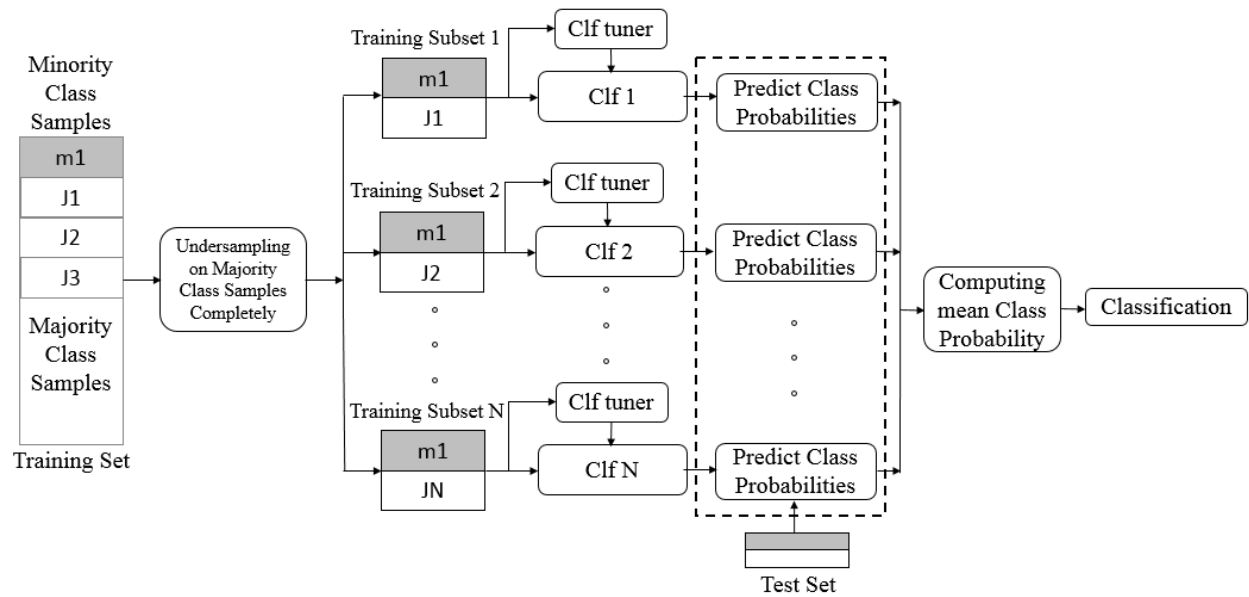 Minority
Class
Samples
m1
J1
J2
J3
Majority
Class
Samples
Training Set
Undersampling
on Majority
Class Samples
Completely
Training Subset 1
m1
J1
Clf tuner
Clf 1
Predict Class
Probabilities
Training Subset 2
m1
J2
Clf tuner
Clf 2
Predict Class
Probabilities
Training Subset N
m1
JN
Clf tuner
Clf N
Predict Class
Probabilities
Test Set
Computing
mean Class
Probability
Classification